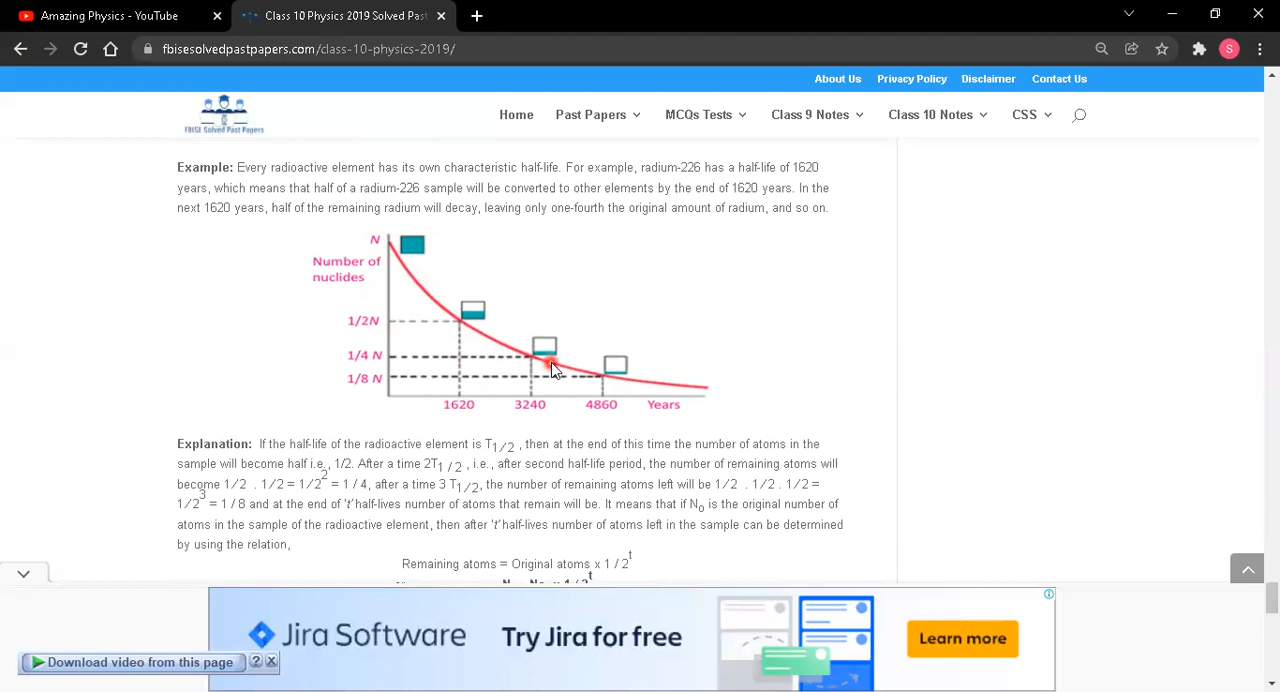 Amazing Physics - YouTube
Class 10 Physics 2019 Solved Past
fbisesolvedpastpapers.com/class-10-physics-2019/
S
About Us Privacy Policy Disclaimer Contact Us
FBISE Solved Past Papers
Home Past Papers MCQs Tests Class 9 Notes Class 10 Notes CSS
Example: Every radioactive element has its own characteristic half-life. For example, radium-226 has a half-life of 1620
years, which means that half of a radium-226 sample will be converted to other elements by the end of 1620 years. In the
next 1620 years, half of the remaining radium will decay, leaving only one-fourth the original amount of radium, and so on.
N
Number of
nuclides
1/2N
1/4 N
1/8 N
1620 3240 4860 Years
Explanation: If the half-life of the radioactive element is T1/2 , then at the end of this time the number of atoms in the
sample will become half i.e., 1/2. After a time 2T1 / 2 , i.e., after second half-life period, the number of remaining atoms will
become 1/2 . 1/2 = 1/2^2 = 1 / 4, after a time 3 T1/2, the number of remaining atoms left will be 1/2 . 1/2 . 1/2 =
1/2^3 = 1 / 8 and at the end of 't' half-lives number of atoms that remain will be. It means that if No is the original number of
atoms in the sample of the radioactive element, then after 't' half-lives number of atoms left in the sample can be determined
by using the relation,
Remaining atoms = Original atoms x 1 / 2^t
Jira Software Try Jira for free Learn more
Download video from this page ? X